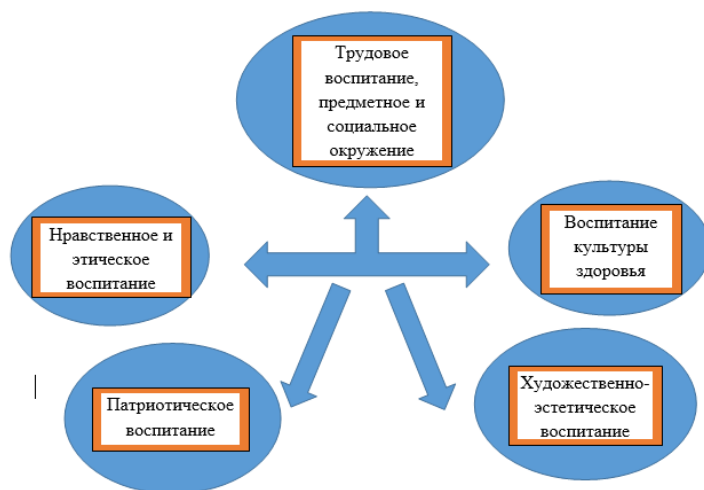 Трудовое
воспитание,
предметное и
социальное
окружение
Нравственное и
этическое
воспитание
Воспитание
культуры
здоровья
Патриотическое
воспитание
Художественно-
эстетическое
воспитание